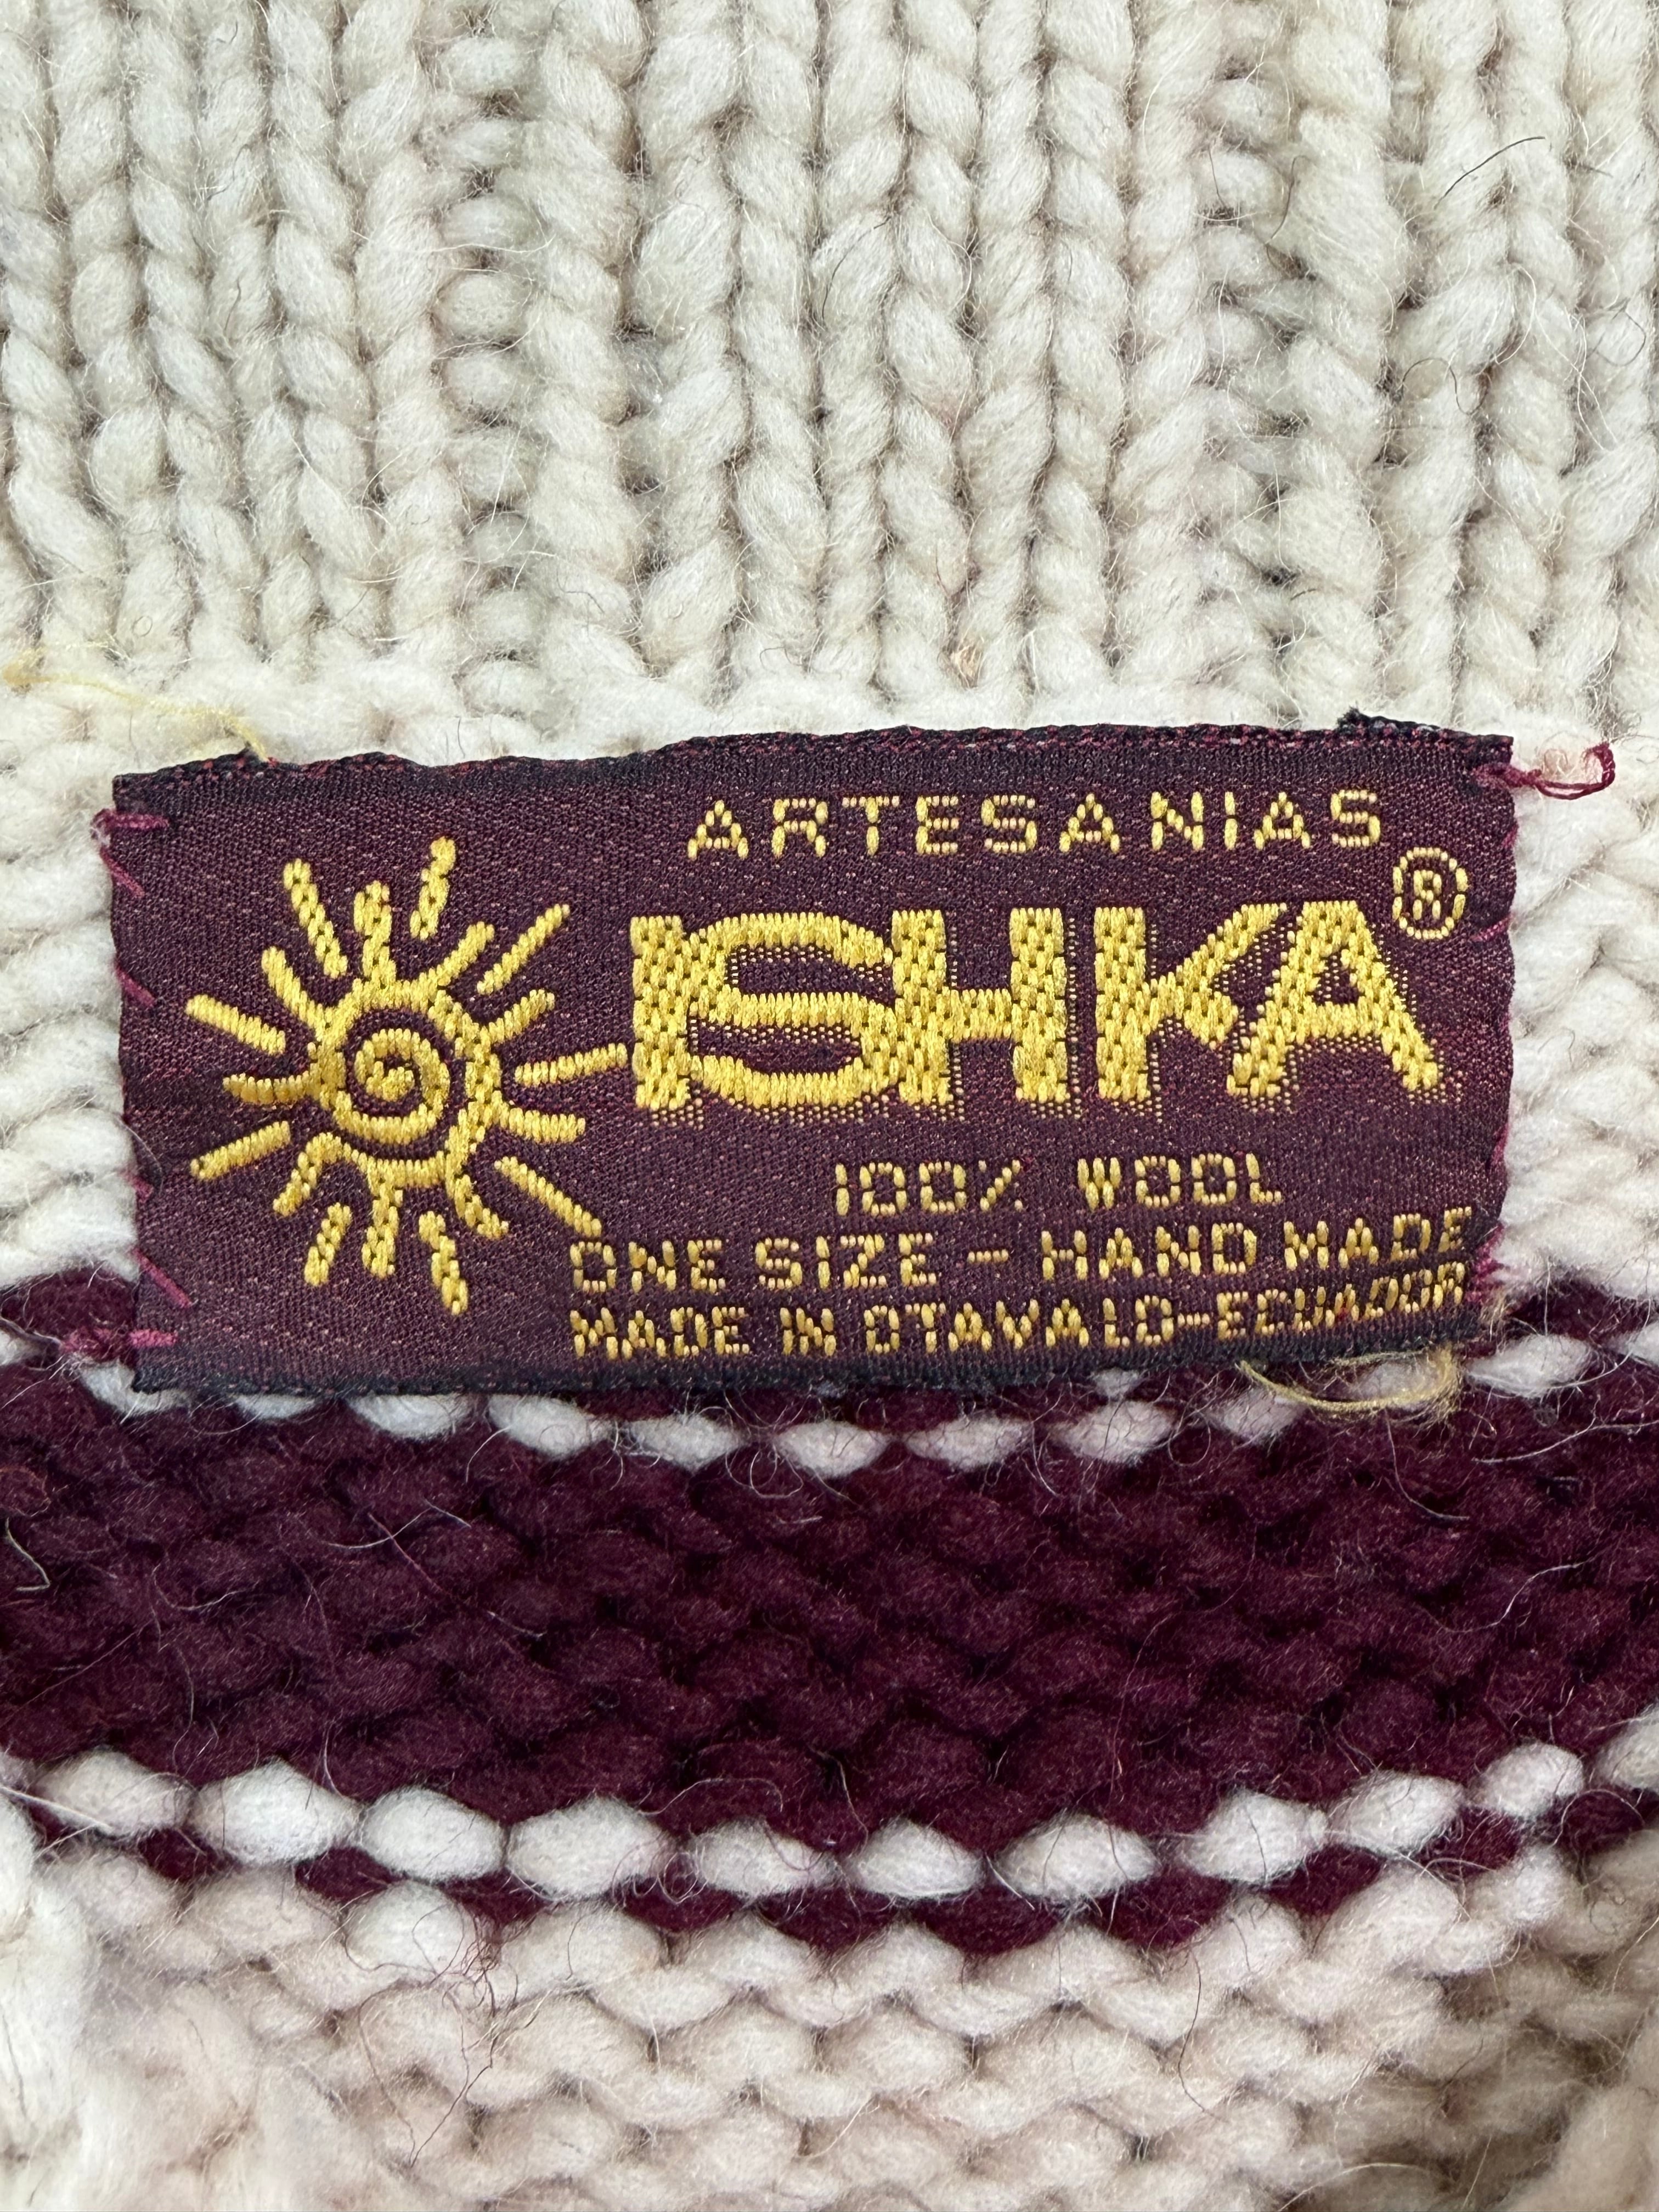 ARTESANIAS
ISHKA®
100% WOOL
ONE SIZE - HAND MADE
MADE IN OTAVALO-ECUADOR